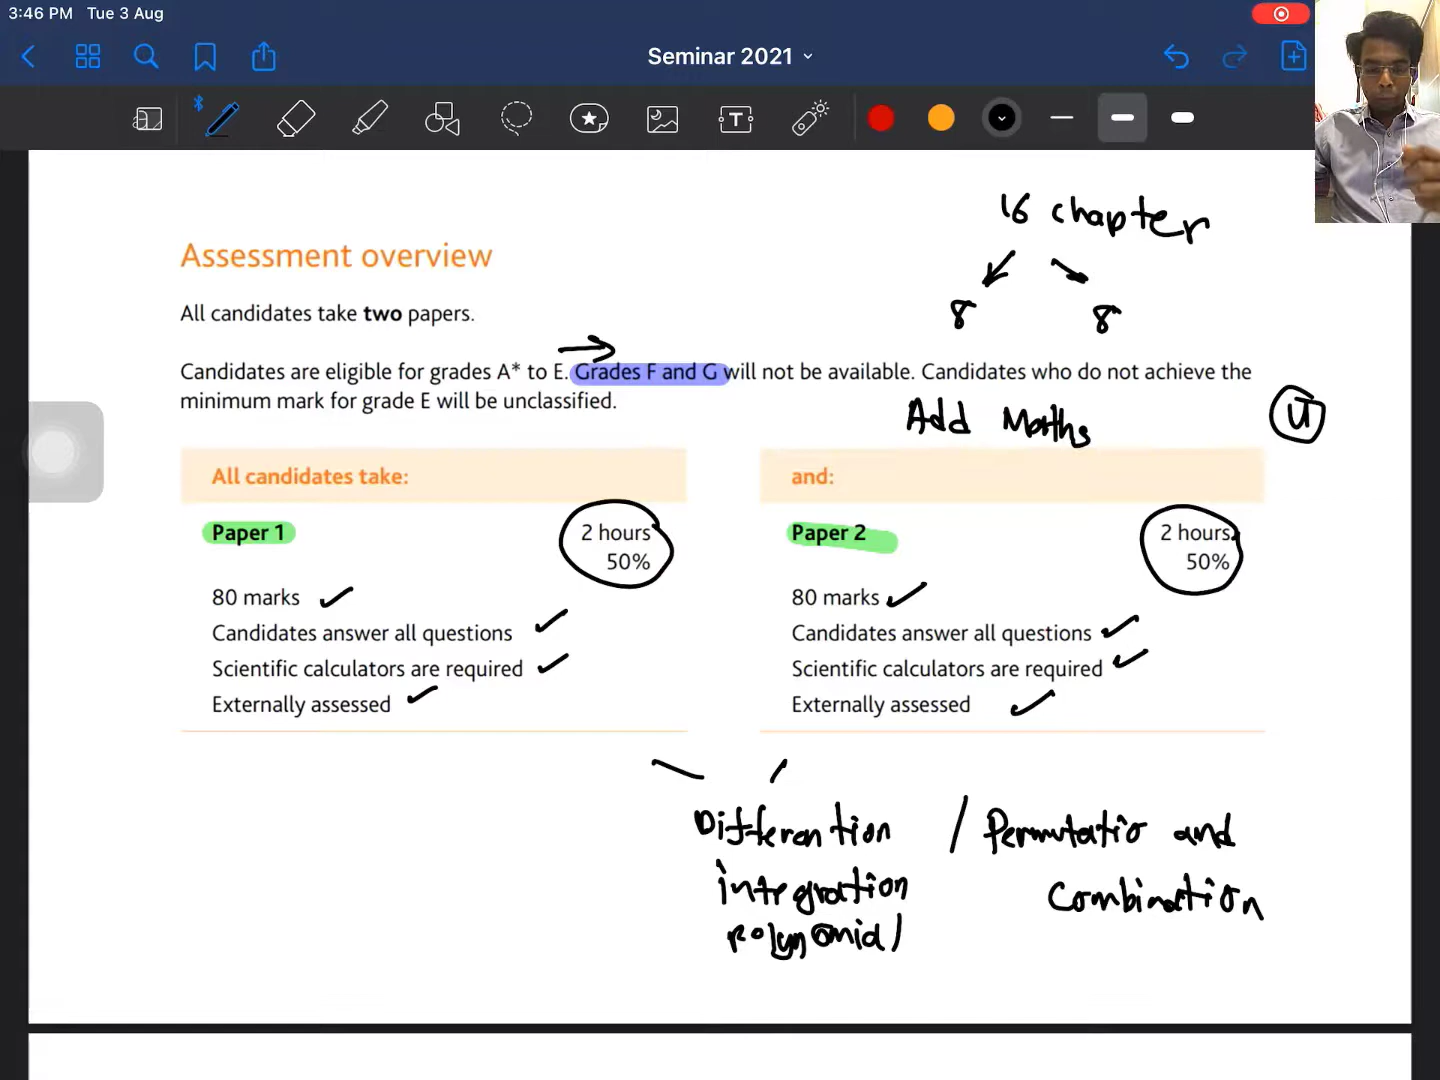 3:46 PM Tue 3 Aug
Seminar 2021
16 chapter
8 8
Assessment overview
All candidates take two papers.
Candidates are eligible for grades A* to E. Grades F and G will not be available. Candidates who do not achieve the
minimum mark for grade E will be unclassified.
Add Maths
U
All candidates take:
Paper 1
2 hours
50%
80 marks
Candidates answer all questions
Scientific calculators are required
Externally assessed
and:
Paper 2
2 hours
50%
80 marks
Candidates answer all questions
Scientific calculators are required
Externally assessed
Differention / Permutatio and
integration combination
polynomial